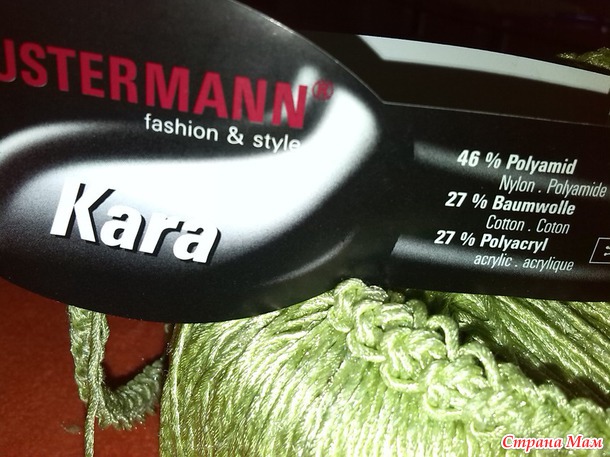 USTERMANN®
fashion & style
Kara
46 % Polyamid
Nylon . Polyamide
27 % Baumwolle
Cotton . Coton
27 % Polyacryl
acrylic . acrylique
Страна Мам